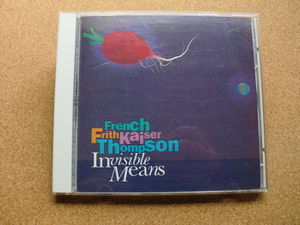 French
Frith Kaiser
Thompson
Invisible
Means